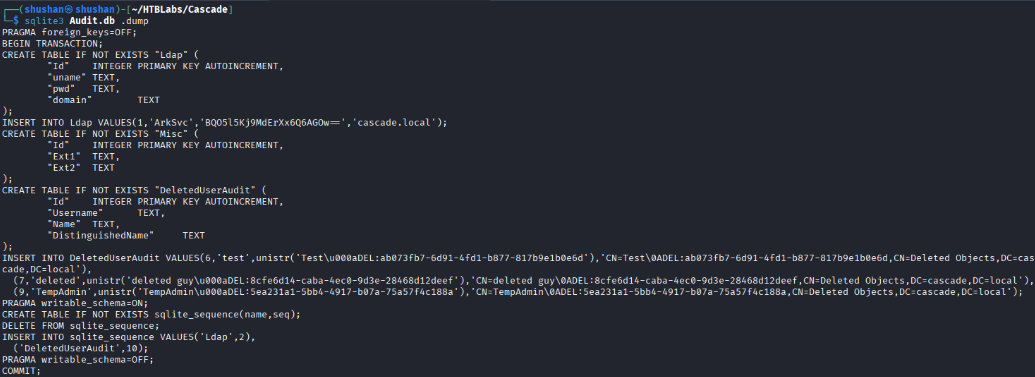 ┌──(shushan㉿shushan)-[~/HTBLabs/Cascade]
└─$ sqlite3 Audit.db .dump
PRAGMA foreign_keys=OFF;
BEGIN TRANSACTION;
CREATE TABLE IF NOT EXISTS "Ldap" (
        "Id"    INTEGER PRIMARY KEY AUTOINCREMENT,
        "uname" TEXT,
        "pwd"   TEXT,
        "domain"        TEXT
);
INSERT INTO Ldap VALUES(1,'ArkSvc','BQO5l5Kj9MdErXx6Q6AGOw==','cascade.local');
CREATE TABLE IF NOT EXISTS "Misc" (
        "Id"    INTEGER PRIMARY KEY AUTOINCREMENT,
        "Ext1"  TEXT,
        "Ext2"  TEXT
);
CREATE TABLE IF NOT EXISTS "DeletedUserAudit" (
        "Id"    INTEGER PRIMARY KEY AUTOINCREMENT,
        "Username"      TEXT,
        "Name"  TEXT,
        "DistinguishedName"     TEXT
);
INSERT INTO DeletedUserAudit VALUES(6,'test',unistr('Test\u000aDEL:ab073fb7-6d91-4fd1-b877-817b9e1b0e6d'),'CN=Test\0ADEL:ab073fb7-6d91-4fd1-b877-817b9e1b0e6d,CN=Deleted Objects,DC=cas
cade,DC=local'),
  (7,'deleted',unistr('deleted guy\u000aDEL:8cfe6d14-caba-4ec0-9d3e-28468d12deef'),'CN=deleted guy\0ADEL:8cfe6d14-caba-4ec0-9d3e-28468d12deef,CN=Deleted Objects,DC=cascade,DC=local'),
  (9,'TempAdmin',unistr('TempAdmin\u000aDEL:5ea231a1-5bb4-4917-b07a-75a57f4c188a'),'CN=TempAdmin\0ADEL:5ea231a1-5bb4-4917-b07a-75a57f4c188a,CN=Deleted Objects,DC=cascade,DC=local');
PRAGMA writable_schema=ON;
CREATE TABLE IF NOT EXISTS sqlite_sequence(name,seq);
DELETE FROM sqlite_sequence;
INSERT INTO sqlite_sequence VALUES('Ldap',2),
  ('DeletedUserAudit',10);
PRAGMA writable_schema=OFF;
COMMIT;